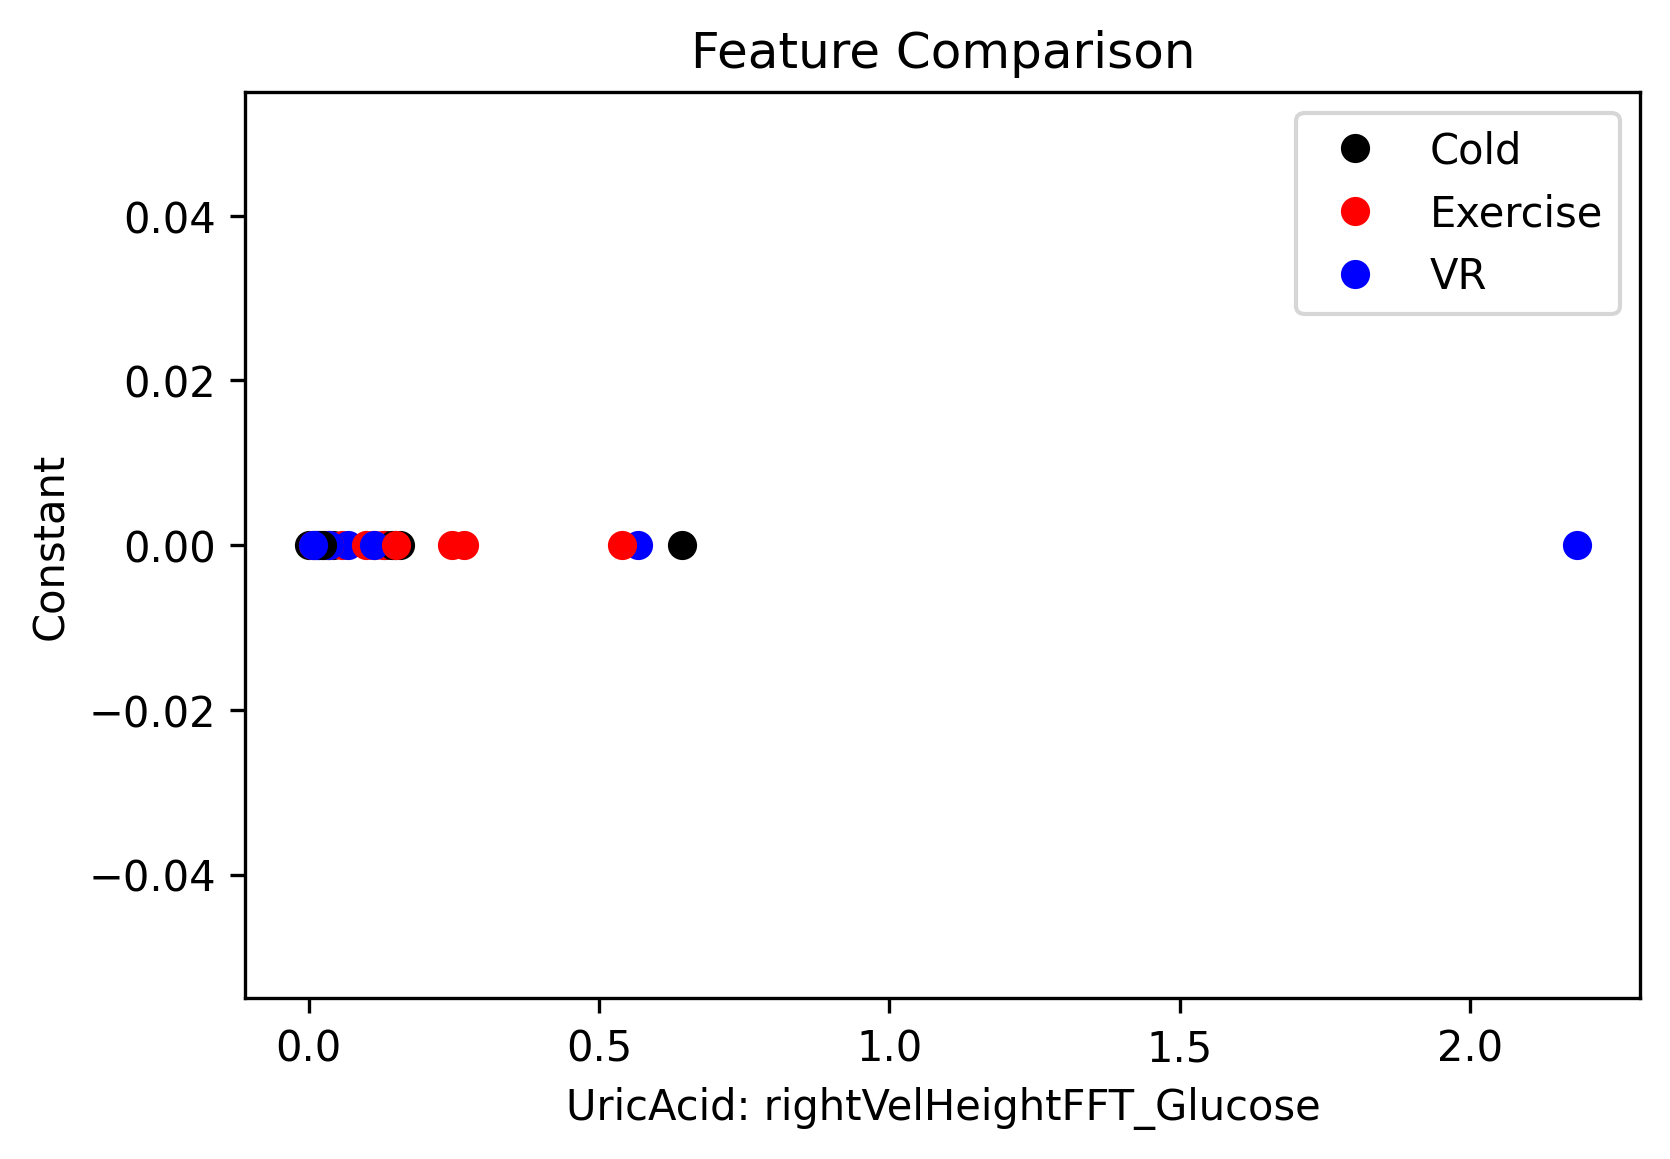 Feature Comparison
Cold
Exercise
VR
Constant
0.04
0.02
0.00
−0.02
−0.04
0.0 0.5 1.0 1.5 2.0
UricAcid: rightVelHeightFFT_Glucose